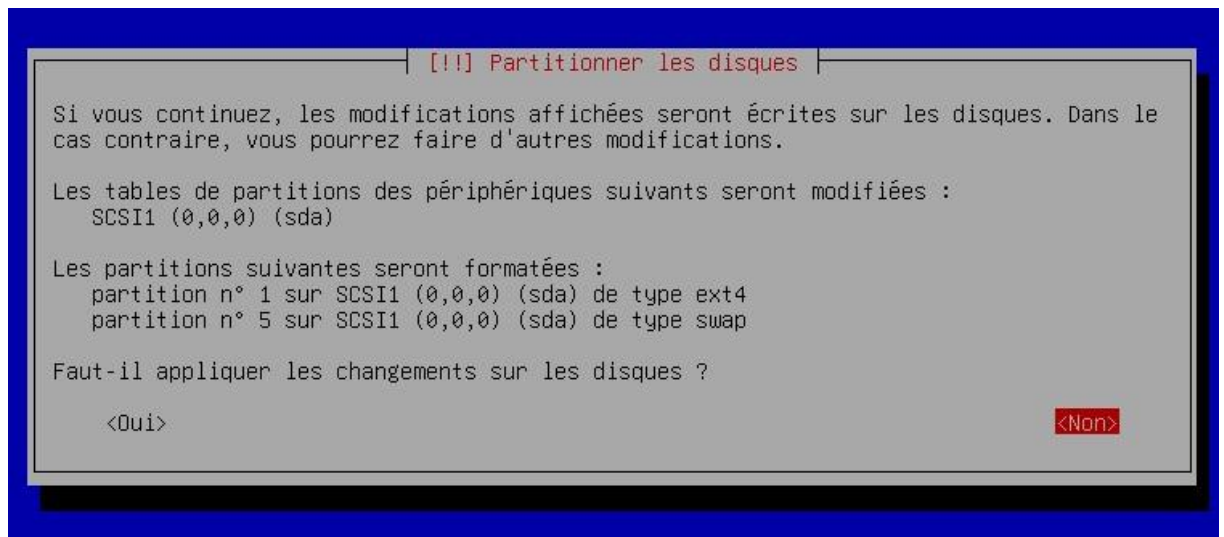 [!!] Partitionner les disques
Si vous continuez, les modifications affichées seront écrites sur les disques. Dans le
cas contraire, vous pourrez faire d'autres modifications.
Les tables de partitions des périphériques suivants seront modifiées :
SCSI1 (0,0,0) (sda)
Les partitions suivantes seront formatées :
partition n° 1 sur SCSI1 (0,0,0) (sda) de type ext4
partition n° 5 sur SCSI1 (0,0,0) (sda) de type swap
Faut-il appliquer les changements sur les disques ?
<Oui> <Non>